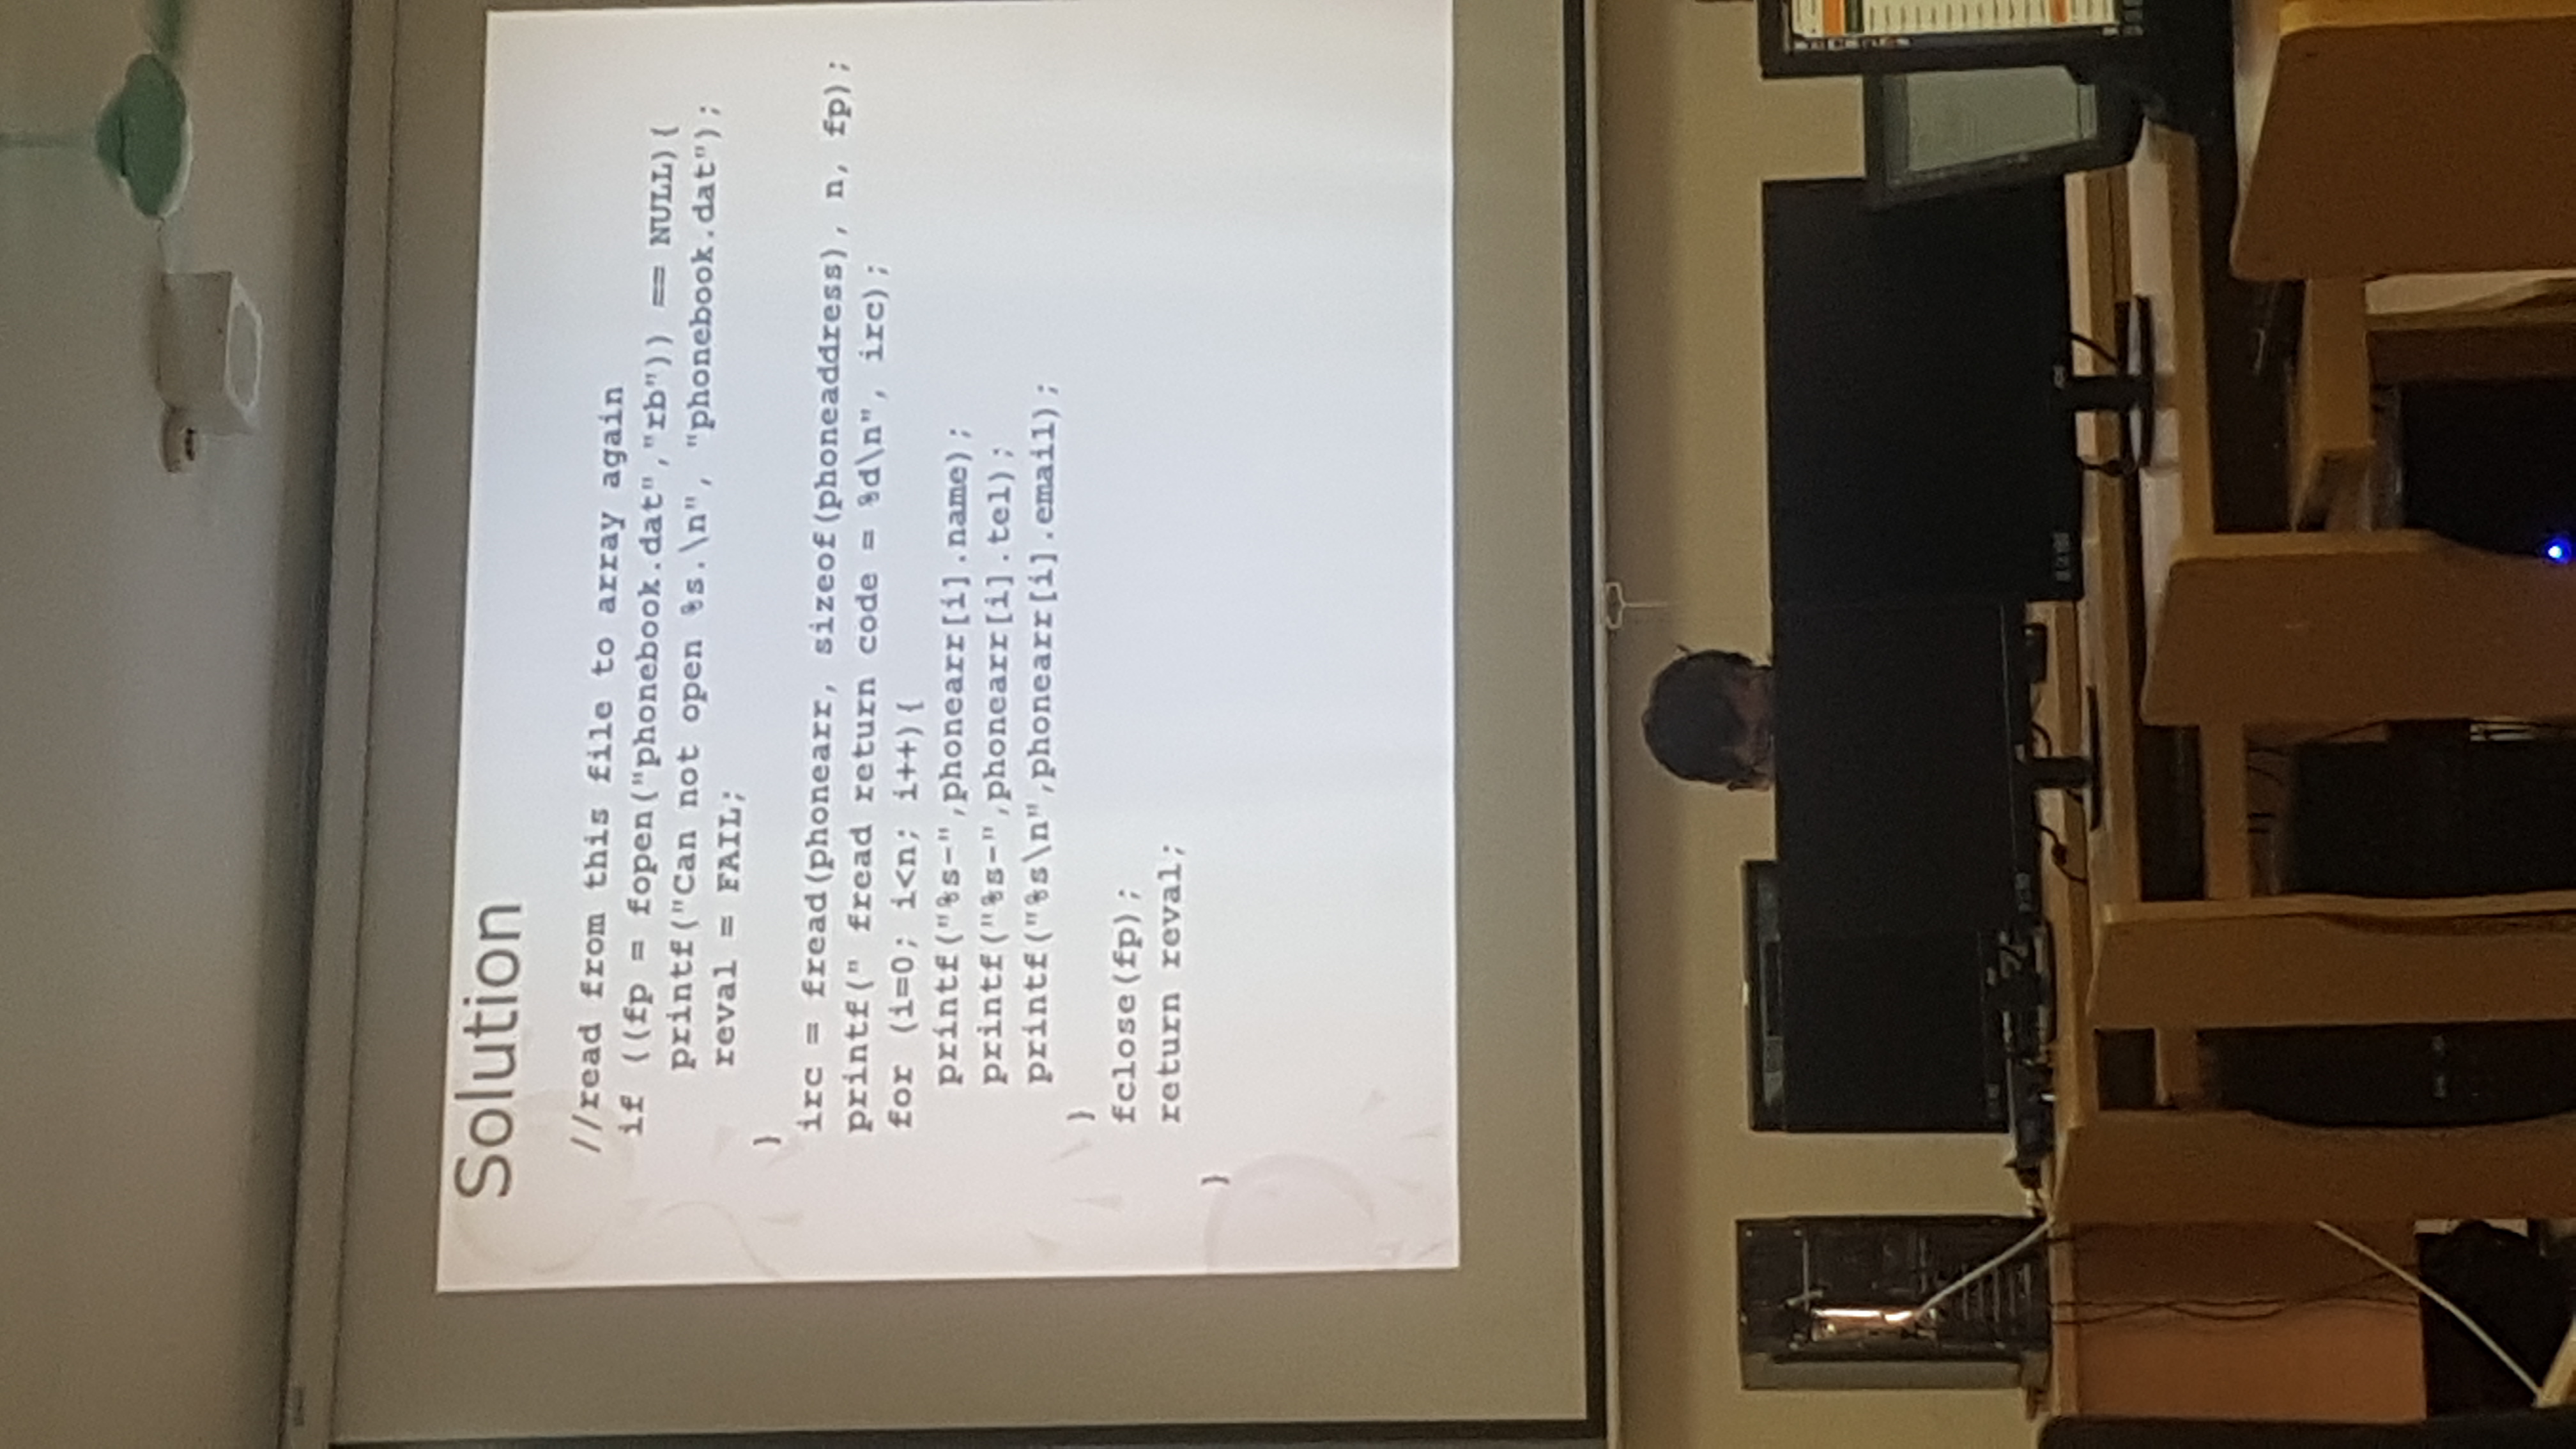 Solution
//read from this file to array again
if ((fp = fopen("phonebook.dat","rb")) == NULL){
printf("Can not open %s.\n", "phonebook.dat");
reval = FAIL;
}
irc = fread(phonearr, sizeof(phoneaddress), n, fp);
printf(" fread return code = %d\n", irc);
for (i=0; i<n; i++){
printf("%s-",phonearr[i].name);
printf("%s-",phonearr[i].tel);
printf("%s\n",phonearr[i].email);
}
fclose(fp);
return reval;
}